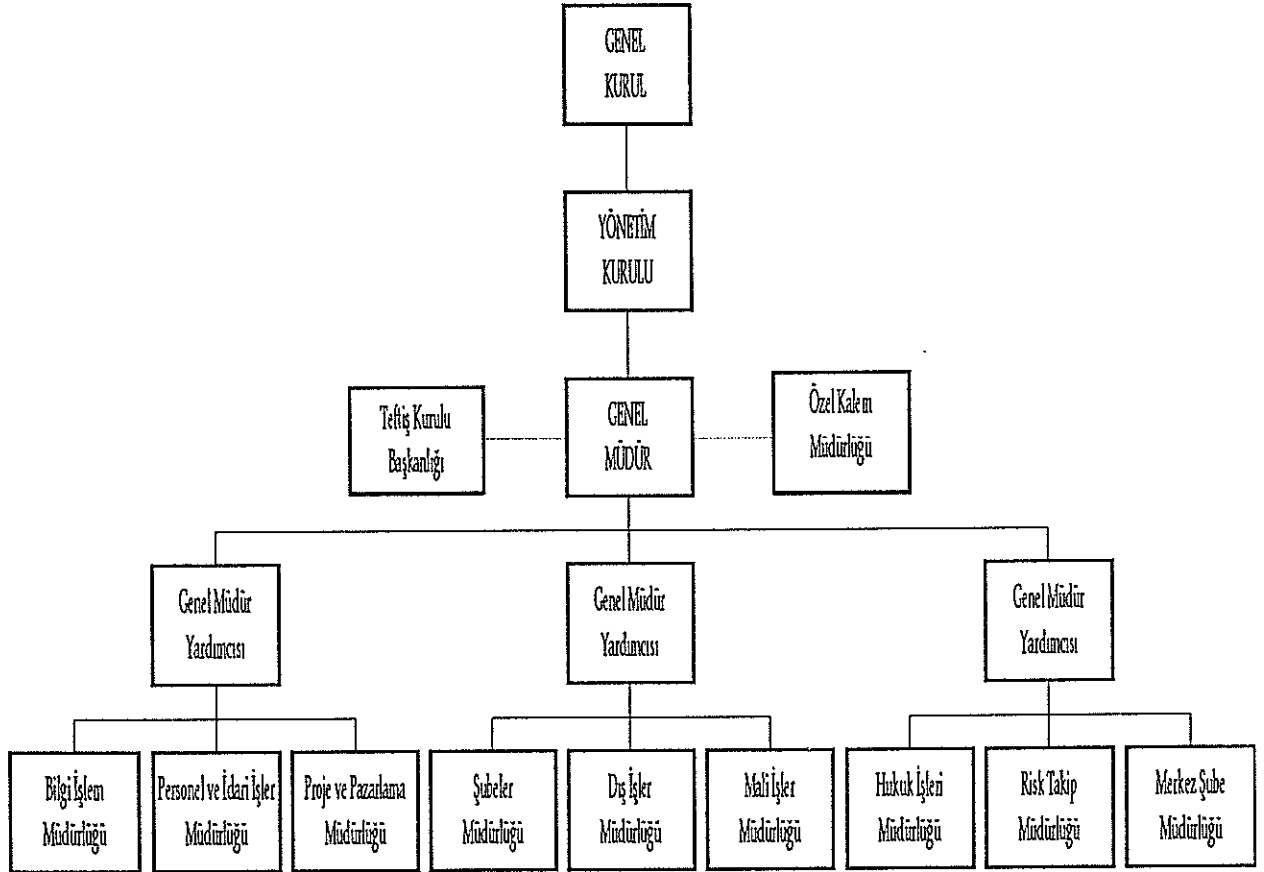 GENEL
KURUL
YÖNETİM
KURULU
Teftiş Kurulu
Başkanlığı
GENEL
MÜDÜR
Özel Kalem
Müdürlüğü
Genel Müdür
Yardımcısı
Genel Müdür
Yardımcısı
Genel Müdür
Yardımcısı
Bilgi İşlem
Müdürlüğü
Personel ve İdari İşler
Müdürlüğü
Proje ve Pazarlama
Müdürlüğü
Şubeler
Müdürlüğü
Dış İşler
Müdürlüğü
Mali İşler
Müdürlüğü
Hukuk İşleri
Müdürlüğü
Risk Takip
Müdürlüğü
Merkez Şube
Müdürlüğü